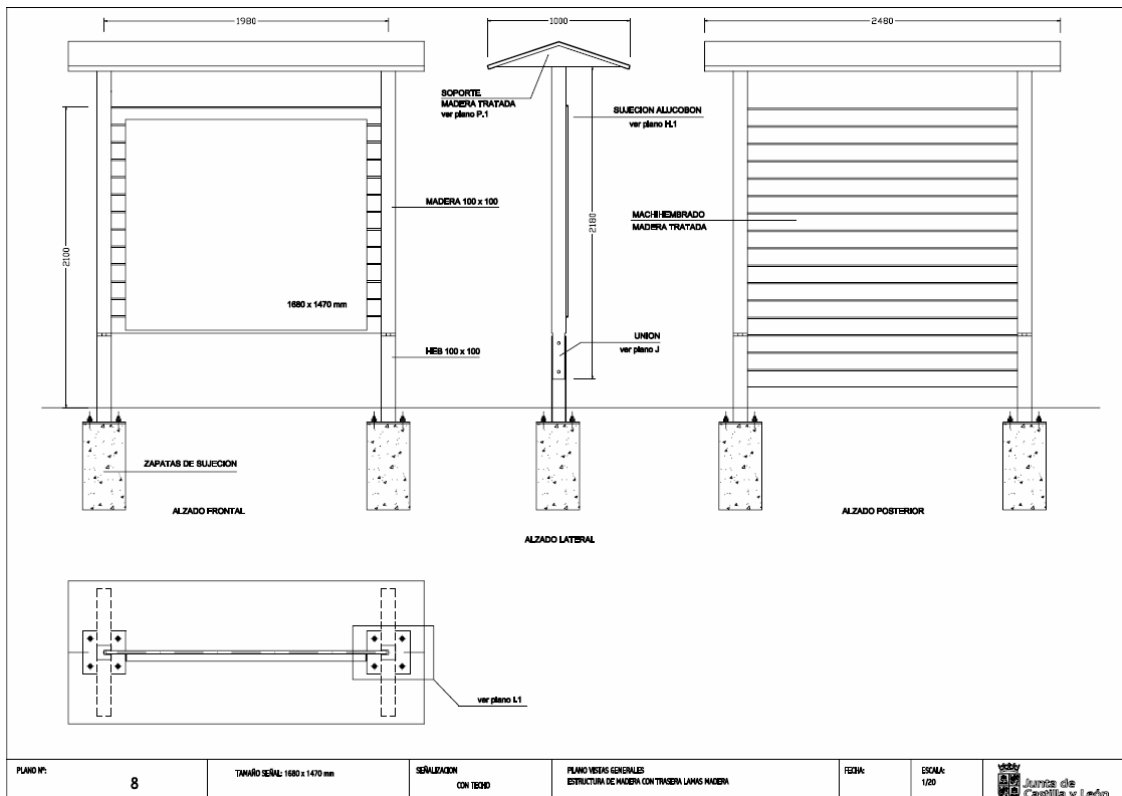 1980
1000
2480
SOPORTE
MADERA TRATADA
ver plano P.1
SUJECION ALUCOBON
ver plano H.1
MADERA 100 x 100
MACHIHEMBRADO
MADERA TRATADA
2100
2180
1680 x 1470 mm
UNION
ver plano J
HEB 100 x 100
ZAPATAS DE SUJECION
ALZADO FRONTAL
ALZADO LATERAL
ALZADO POSTERIOR
ver plano I.1
PLANO Nº:
8
TAMAÑO SEÑAL: 1680 x 1470 mm
SEÑALIZACION
CON TECHO
PLANO VISTAS GENERALES
ESTRUCTURA DE MADERA CON TRASERA LAMAS MADERA
FECHA:
ESCALA:
1/20
Junta de
Castilla y León